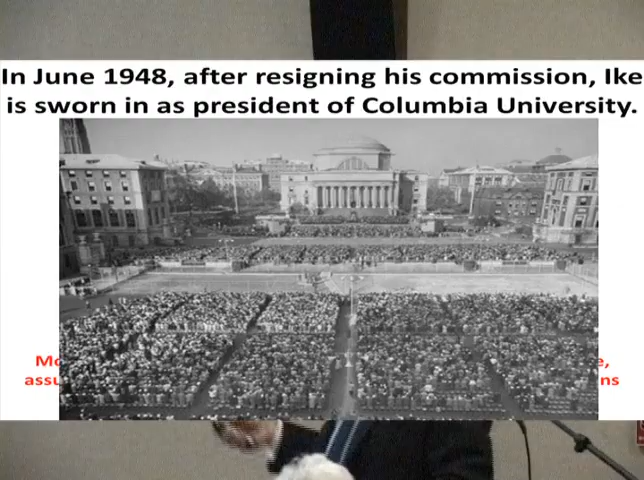 In June 1948, after resigning his commission, Ike
is sworn in as president of Columbia University.